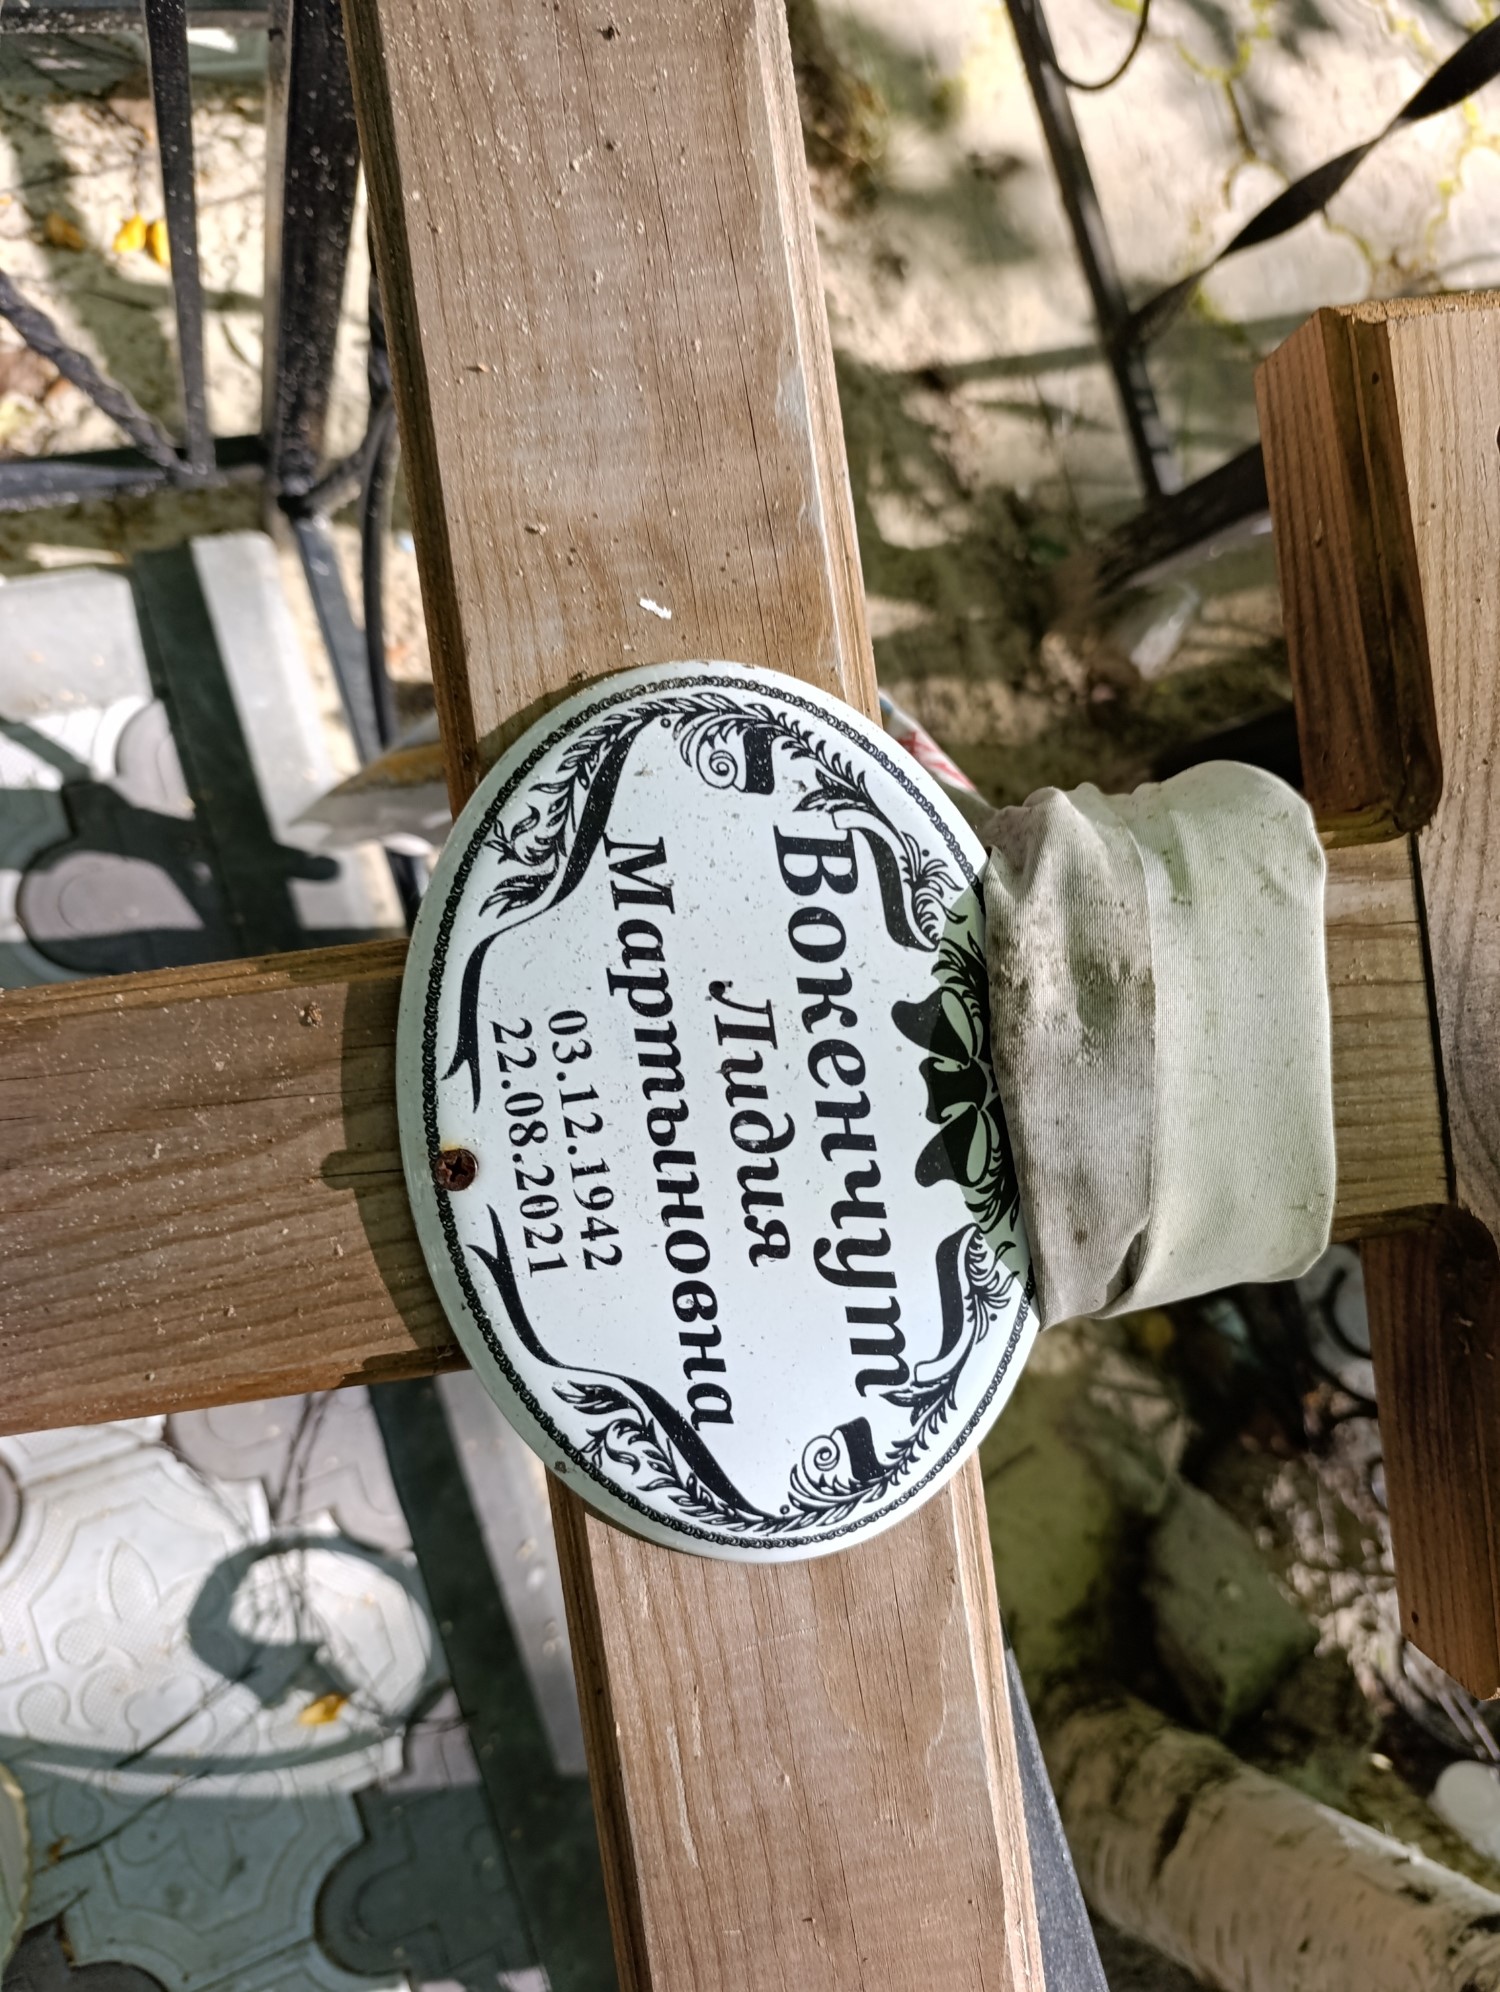 Вокенчут
Лидия
Мартыновна
03.12.1942
22.08.2021